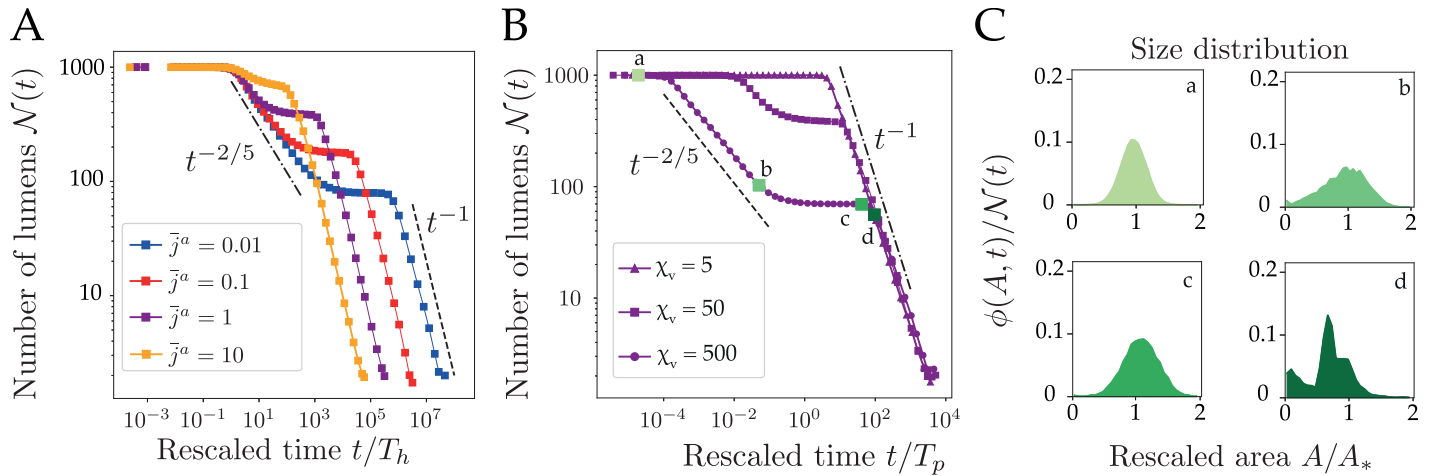 A
Number of lumens 𝒩(t)
1000
100
10
t^{-2/5}
t^{-1}
j̄^a = 0.01
j̄^a = 0.1
j̄^a = 1
j̄^a = 10
10^{-3} 10^{-1} 10^1 10^3 10^5 10^7
Rescaled time t/T_h
B
Number of lumens 𝒩(t)
1000
100
10
a
b
c
d
t^{-2/5}
t^{-1}
χ_v = 5
χ_v = 50
χ_v = 500
10^{-4} 10^{-2} 10^0 10^2 10^4
Rescaled time t/T_p
C
Size distribution
ϕ(A, t)/𝒩(t)
a
0.2
0.1
0
0 1 2
b
0.2
0.1
0
0 1 2
c
0.2
0.1
0
0 1 2
d
0.2
0.1
0
0 1 2
Rescaled area A/A_*